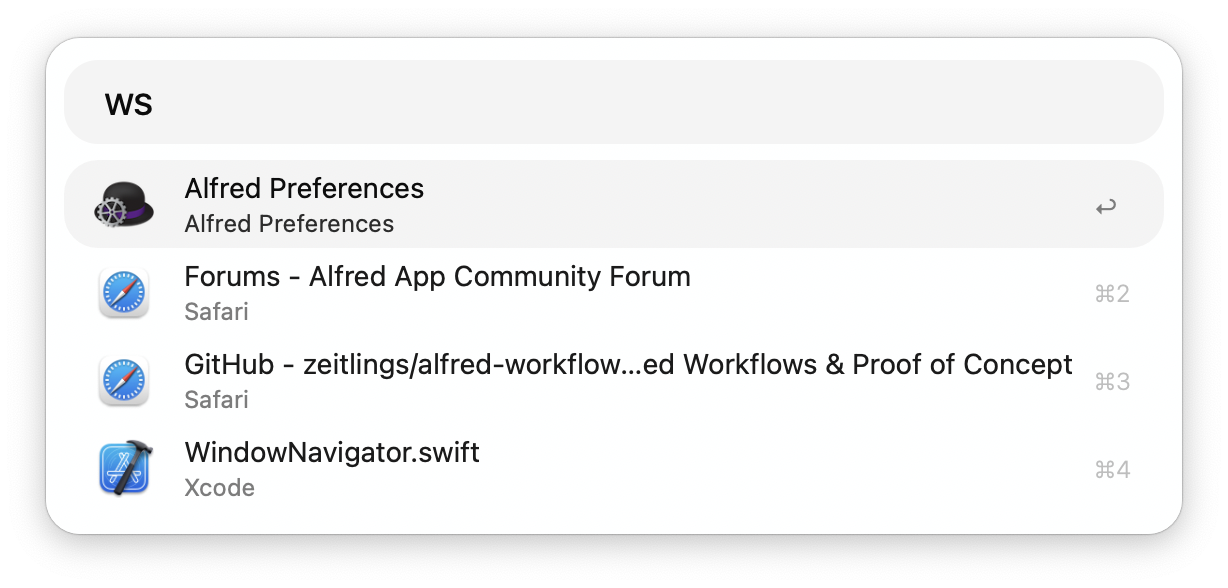 WS
Alfred Preferences
Alfred Preferences
↩
Forums - Alfred App Community Forum
Safari
⌘2
GitHub - zeitlings/alfred-workflow...ed Workflows & Proof of Concept
Safari
⌘3
WindowNavigator.swift
Xcode
⌘4